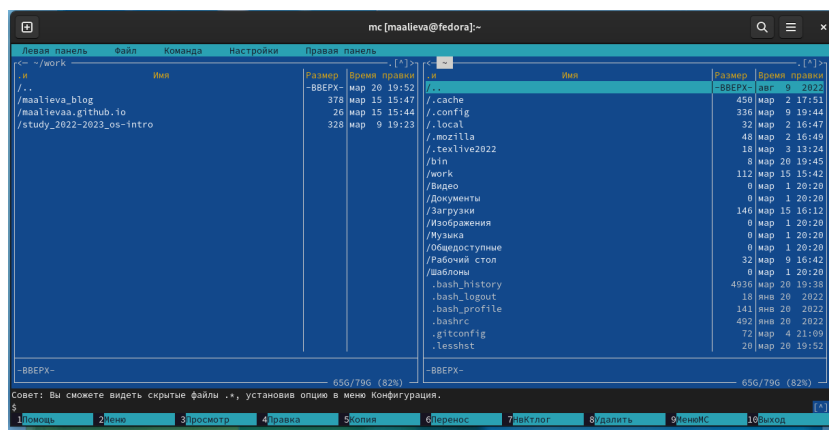 mc [maalieva@fedora]:~
Левая панель Файл Команда Настройки Правая панель
<— ~/work .[^]>
.и Имя Размер Время правки
/.. -ВВЕРХ- мар 20 19:52
/maalieva_blog 378 мар 15 15:47
/maalievaa.github.io 26 мар 15 15:44
/study_2022-2023_os-intro 328 мар 9 19:23
-ВВЕРХ-
65G/79G (82%)
<— ~ .[^]>
.и Имя Размер Время правки
/.. -ВВЕРХ- авг 9 2022
/.cache 450 мар 2 17:51
/.config 336 мар 9 19:44
/.local 32 мар 2 16:47
/.mozilla 48 мар 2 16:49
/.texlive2022 18 мар 3 13:24
/bin 8 мар 20 19:45
/work 112 мар 15 15:42
/Видео 0 мар 1 20:20
/Документы 0 мар 1 20:20
/Загрузки 146 мар 15 16:12
/Изображения 0 мар 1 20:20
/Музыка 0 мар 1 20:20
/Общедоступные 0 мар 1 20:20
/Рабочий стол 32 мар 9 16:42
/Шаблоны 0 мар 1 20:20
.bash_history 4936 мар 20 19:38
.bash_logout 18 янв 20 2022
.bash_profile 141 янв 20 2022
.bashrc 492 янв 20 2022
.gitconfig 72 мар 4 21:09
.lesshst 20 мар 20 19:52
-ВВЕРХ-
65G/79G (82%)
Совет: Вы сможете видеть скрытые файлы .*, установив опцию в меню Конфигурация.
$ [^]
1Помощь 2Меню 3Просмотр 4Правка 5Копия 6Перенос 7НвКтлог 8Удалить 9МенюMC 10Выход